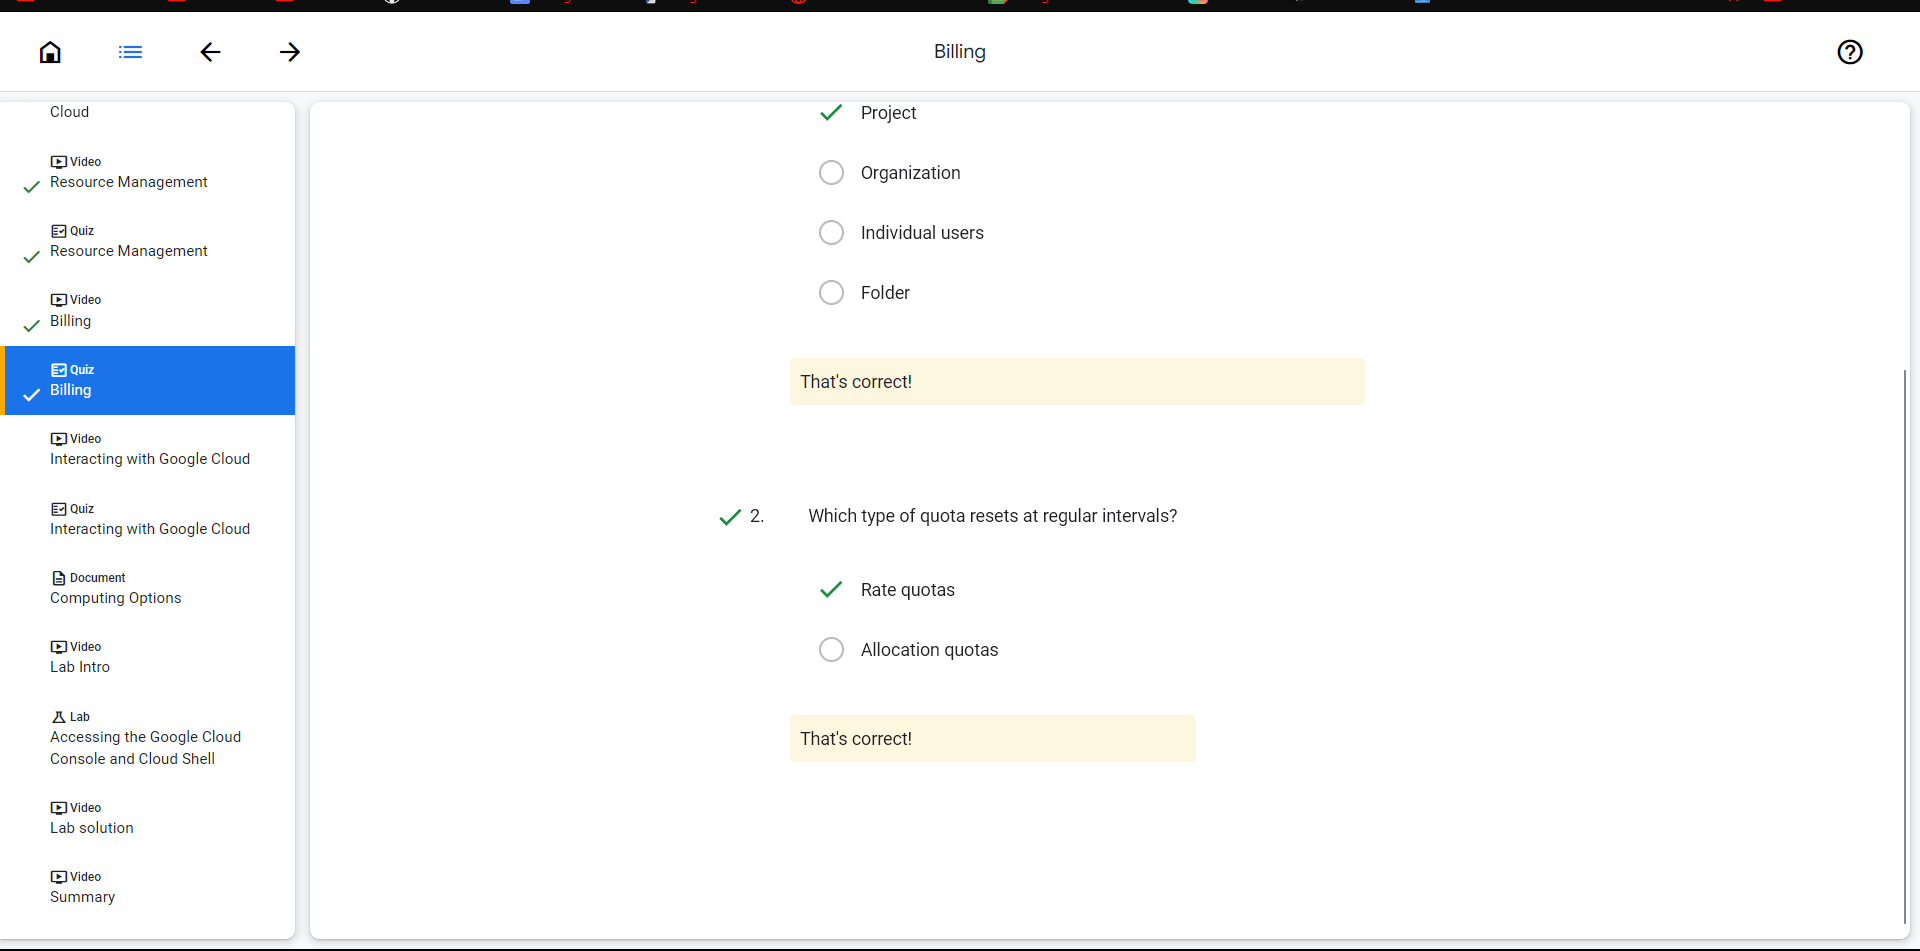 Billing
Cloud
Video
Resource Management
Quiz
Resource Management
Video
Billing
Quiz
Billing
Video
Interacting with Google Cloud
Quiz
Interacting with Google Cloud
Document
Computing Options
Video
Lab Intro
Lab
Accessing the Google Cloud
Console and Cloud Shell
Video
Lab solution
Video
Summary
Project
Organization
Individual users
Folder
That's correct!
2. Which type of quota resets at regular intervals?
Rate quotas
Allocation quotas
That's correct!